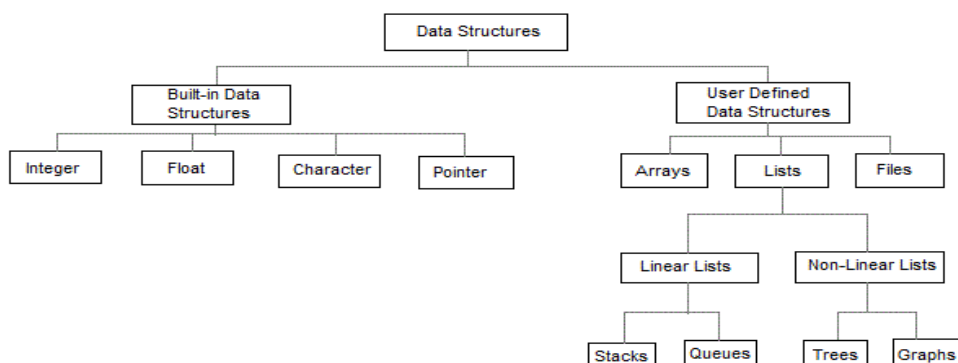 Data Structures
Built-in Data
Structures
User Defined
Data Structures
Integer
Float
Character
Pointer
Arrays
Lists
Files
Linear Lists
Non-Linear Lists
Stacks
Queues
Trees
Graphs